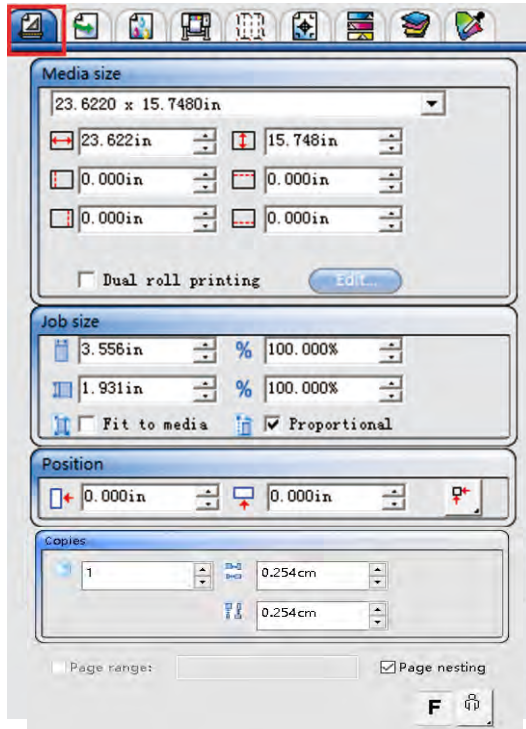 Media size
23.6220 x 15.7480in
23.622in 15.748in
0.000in 0.000in
0.000in 0.000in
Dual roll printing Edit...
Job size
3.556in % 100.000%
1.931in % 100.000%
Fit to media Proportional
Position
0.000in 0.000in
Copies
1 0.254cm
0.254cm
Page range: Page nesting
F